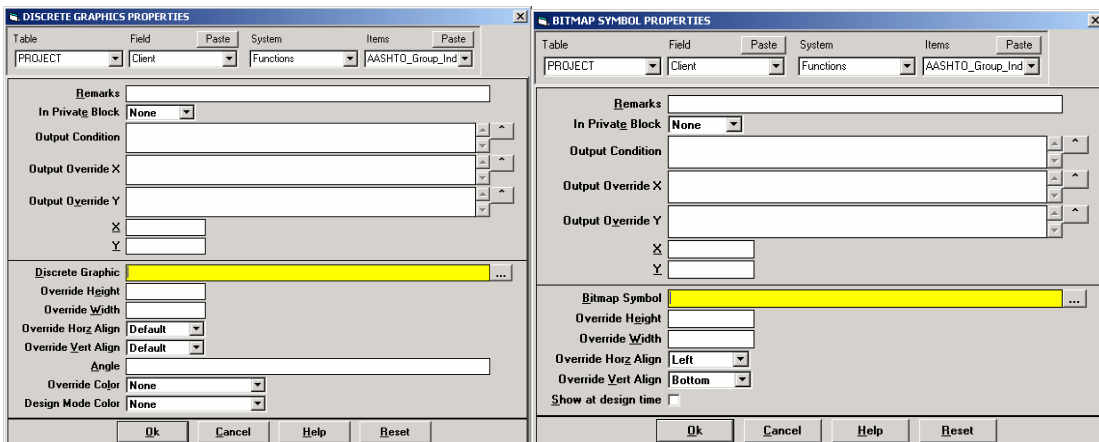 DISCRETE GRAPHICS PROPERTIES
Table Field Paste System Items Paste
PROJECT Client Functions AASHTO_Group_Ind
Remarks
In Private Block None
Output Condition ^
Output Override X ^
Output Override Y ^
X
Y
Discrete Graphic ...
Override Height
Override Width
Override Horz Align Default
Override Vert Align Default
Angle
Override Color None
Design Mode Color None
Ok Cancel Help Reset
BITMAP SYMBOL PROPERTIES
Table Field Paste System Items Paste
PROJECT Client Functions AASHTO_Group_Ind
Remarks
In Private Block None
Output Condition ^
Output Override X ^
Output Override Y ^
X
Y
Bitmap Symbol ...
Override Height
Override Width
Override Horz Align Left
Override Vert Align Bottom
Show at design time
Ok Cancel Help Reset